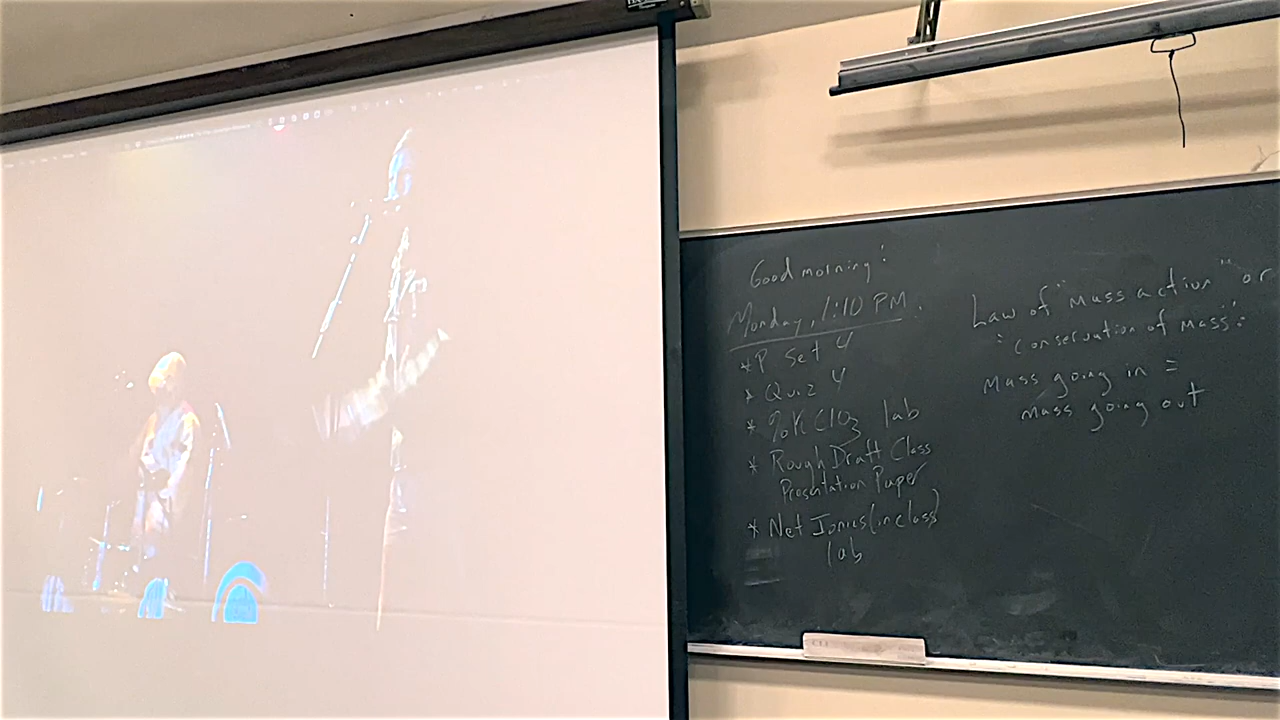 Good morning!
Monday, 1:10 PM.
* P Set 4
* Quiz 4
* % KClO3 lab
* Rough Draft Class
Presentation Paper
* Net Ionics (in class)
lab
Law of "Mass action" or
"Conservation of Mass":
Mass going in =
mass going out